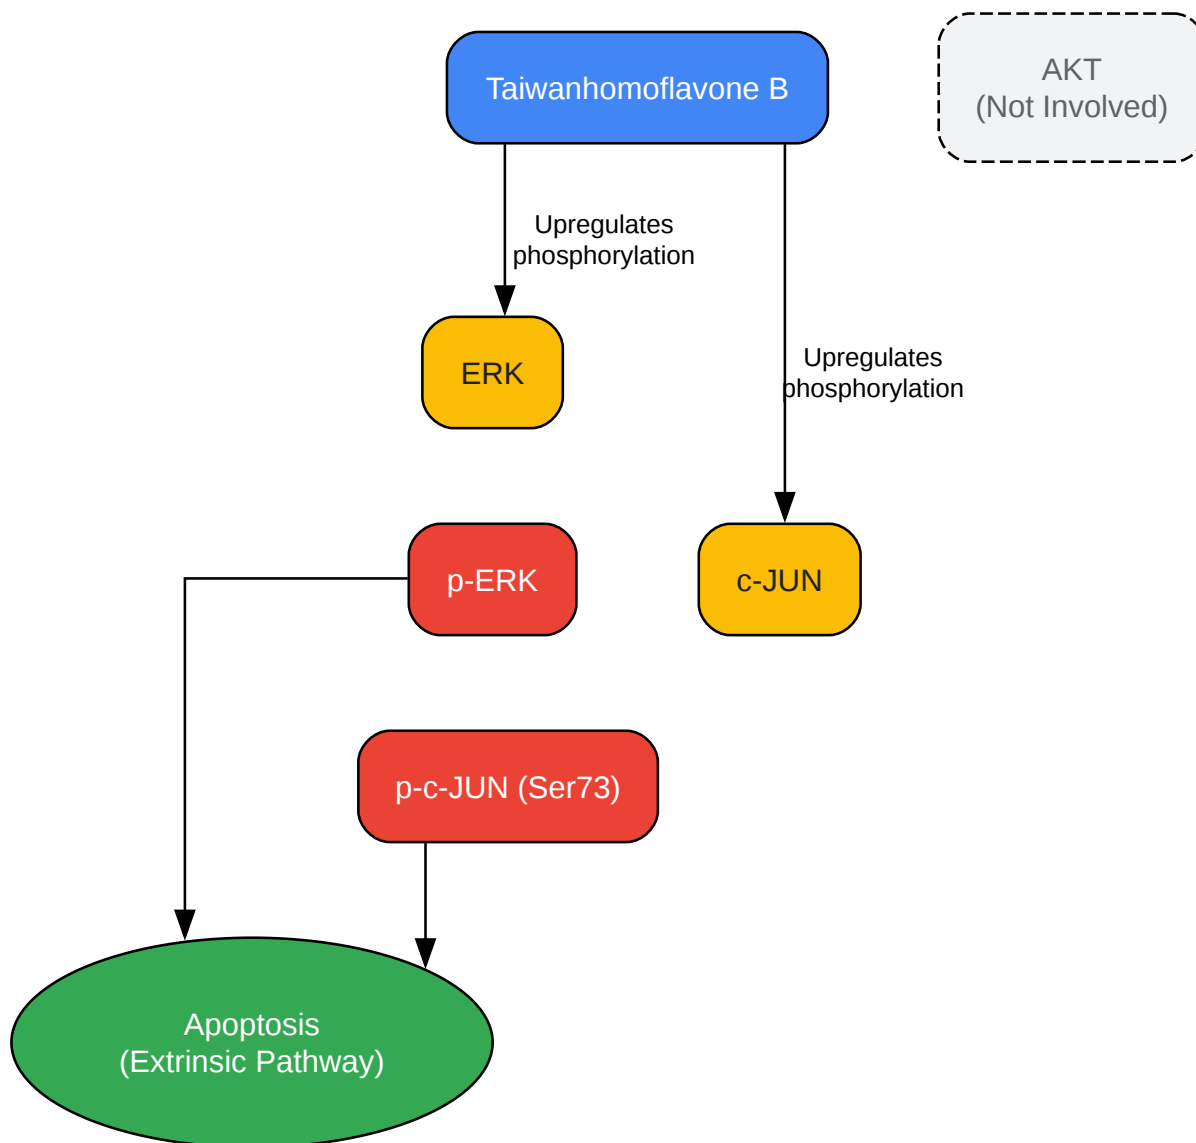 Taiwanhomoflavone B
AKT
(Not Involved)
Upregulates
phosphorylation
ERK
Upregulates
phosphorylation
p-ERK
c-JUN
p-c-JUN (Ser73)
Apoptosis
(Extrinsic Pathway)